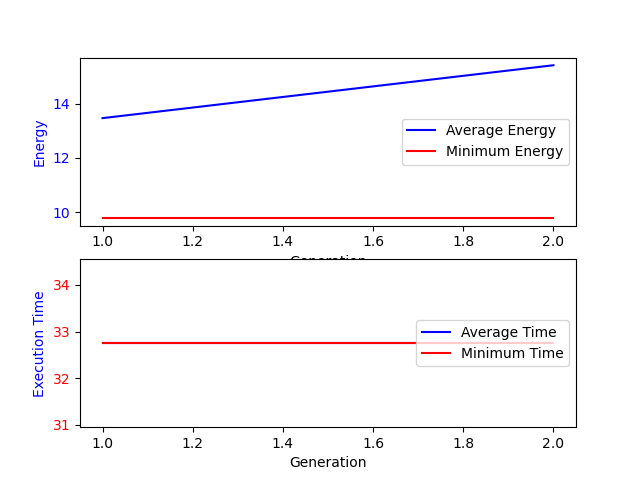 Energy
14
12
10
Average Energy
Minimum Energy
1.0 1.2 1.4 1.6 1.8 2.0
Generation
Execution Time
34
33
32
31
Average Time
Minimum Time
1.0 1.2 1.4 1.6 1.8 2.0
Generation